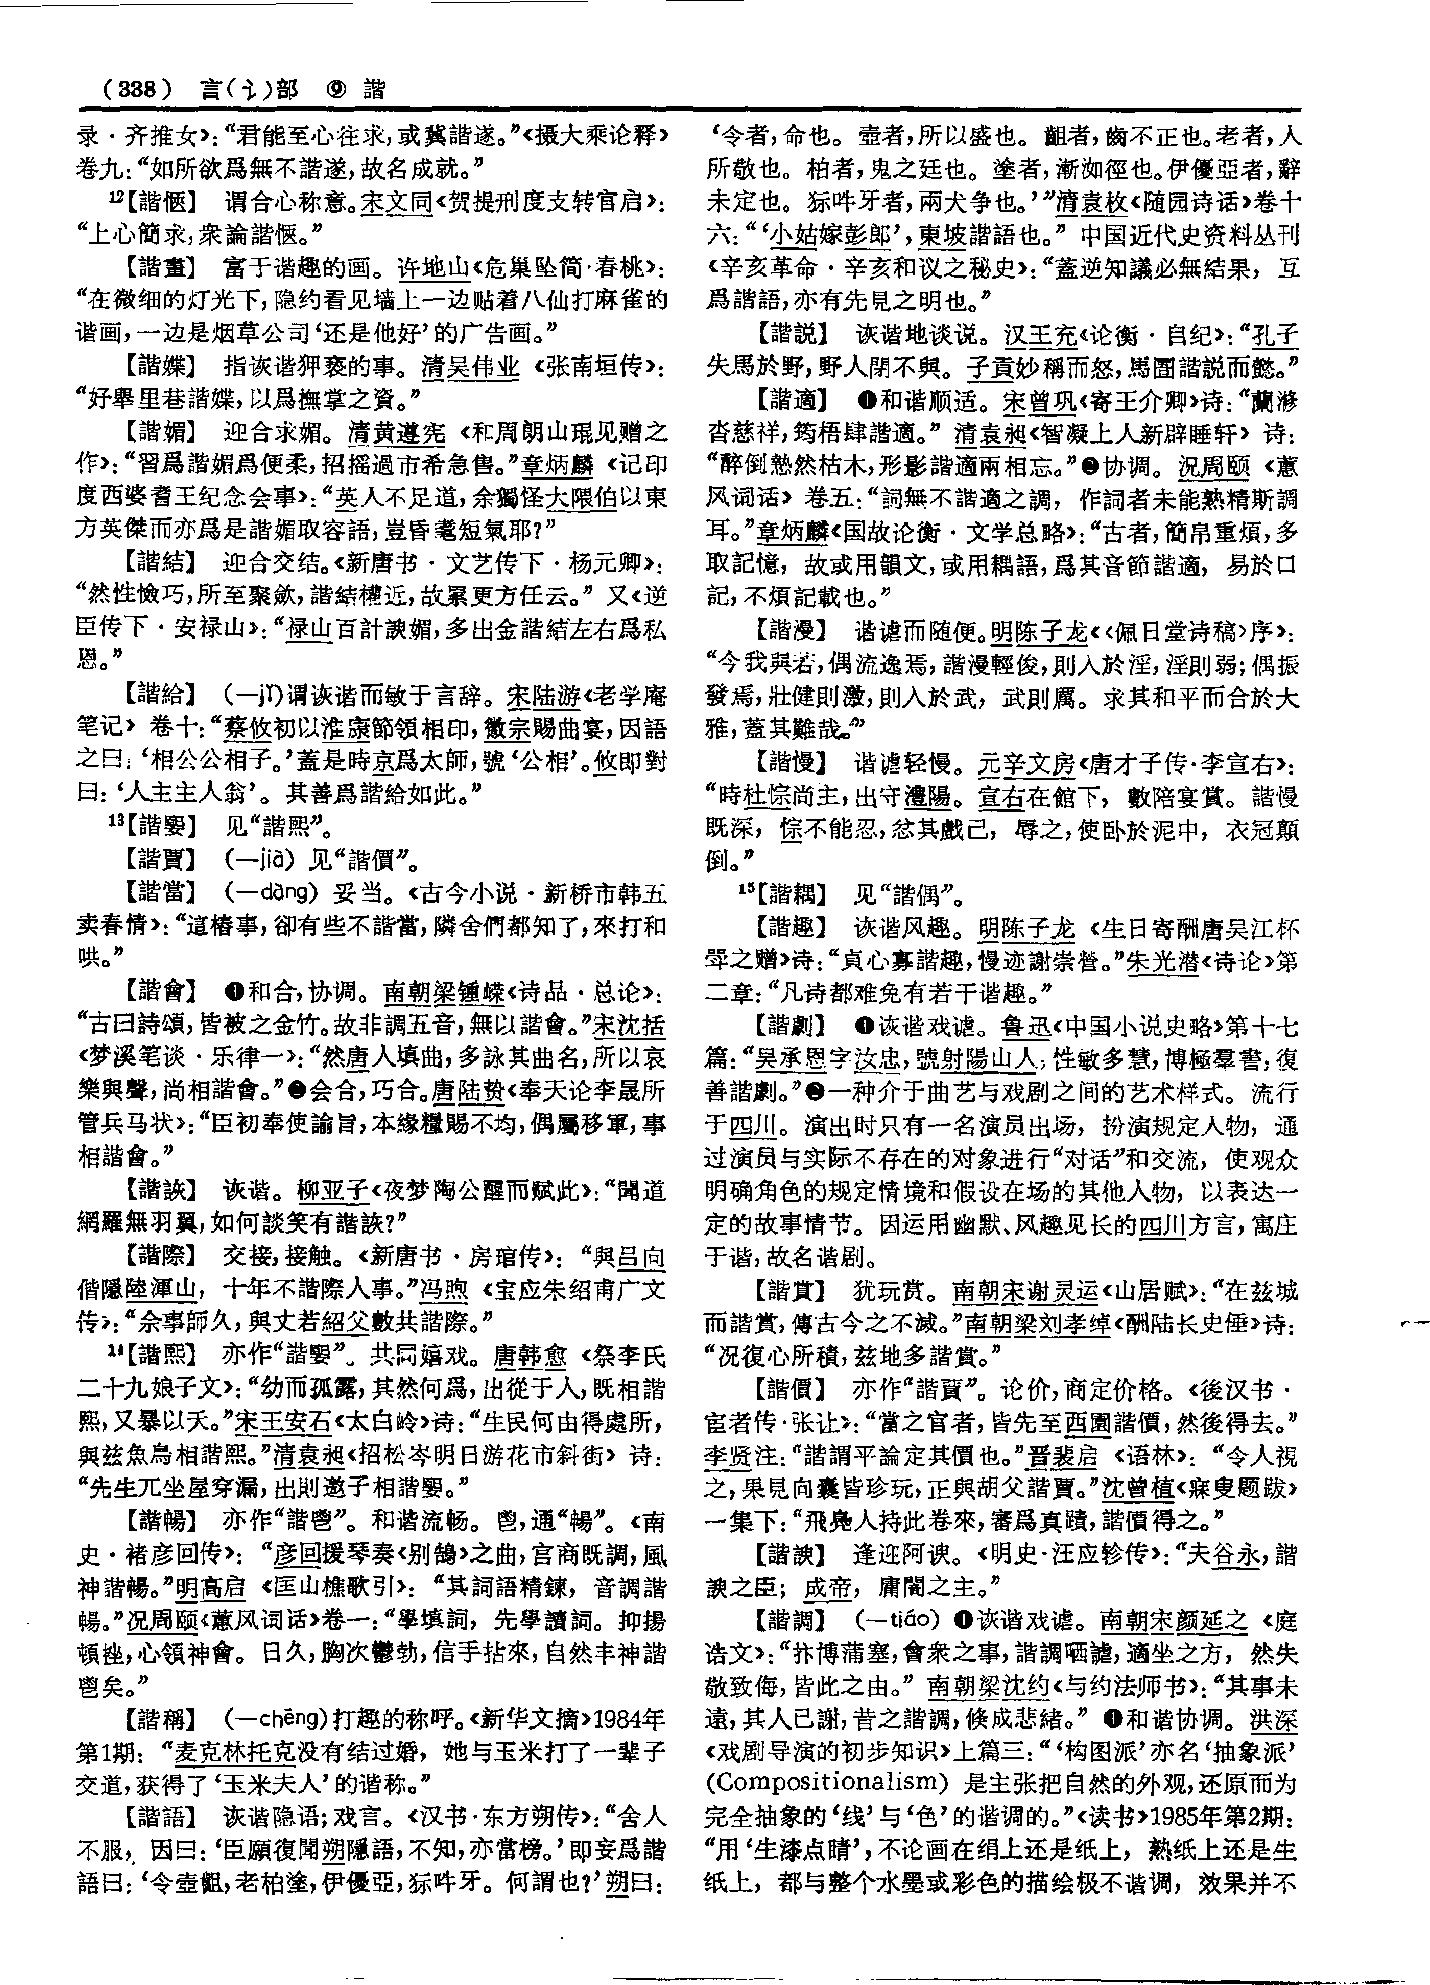 （338） 言（讠）部 ⑨ 諧
录·齐推女》：“君能至心往求，或冀諧遂。”《摄大乘论释》
卷九：“如所欲爲無不諧遂，故名成就。”
12【諧愜】 谓合心称意。宋文同《贺提刑度支转官启》：
“上心簡求，衆論諧愜。”
【諧畫】 富于谐趣的画。许地山《危巢坠简·春桃》：
“在微细的灯光下，隐约看见墙上一边贴着八仙打麻雀的
谐画，一边是烟草公司‘还是他好’的广告画。”
【諧媟】 指诙谐狎亵的事。清吴伟业《张南垣传》：
“好舉里巷諧媟，以爲撫掌之資。”
【諧媚】 迎合求媚。清黄遵宪《和周朗山琨见赠之
作》：“習爲諧媚爲便柔，招摇過市希急售。”章炳麟《记印
度西婆耆王纪念会事》：“英人不足道，余獨怪大隈伯以東
方英傑而亦爲是諧媚取容語，豈昏耄短氣耶？”
【諧結】 迎合交结。《新唐书·文艺传下·杨元卿》：
“然性憸巧，所至聚斂，諧結權近，故累更方任云。”又《逆
臣传下·安禄山》：“禄山百計諛媚，多出金諧結左右爲私
恩。”
【諧給】 （—jǐ）谓诙谐而敏于言辞。宋陆游《老学庵
笔记》卷十：“蔡攸初以淮康節領相印，徽宗賜曲宴，因語
之曰：‘相公公相子。’蓋是時京爲太師，號‘公相’。攸即對
曰：‘人主主人翁’。其善爲諧給如此。”
13【諧嫛】 见“諧熙”。
【諧賈】 （—jià）见“諧價”。
【諧當】 （—dàng）妥当。《古今小说·新桥市韩五
卖春情》：“這樁事，卻有些不諧當，隣舍們都知了，來打和
哄。”
【諧會】 ❶和合，协调。南朝梁锺嵘《诗品·总论》：
“古曰詩頌，皆被之金竹。故非調五音，無以諧會。”宋沈括
《梦溪笔谈·乐律一》：“然唐人填曲，多詠其曲名，所以哀
樂與聲，尚相諧會。”❷会合，巧合。唐陆贽《奉天论李晟所
管兵马状》：“臣初奉使諭旨，本緣糧賜不均，偶屬移軍，事
相諧會。”
【諧詼】 诙谐。柳亚子《夜梦陶公醒而赋此》：“聞道
網羅無羽翼，如何談笑有諧詼？”
【諧際】 交接，接触。《新唐书·房琯传》：“與吕向
偕隱陸渾山，十年不諧際人事。”冯煦《宝应朱绍甫广文
传》：“余事師久，與丈若紹父數共諧際。”
14【諧熙】 亦作“諧嫛”。共同嬉戏。唐韩愈《祭李氏
二十九娘子文》：“幼而孤露，其然何爲，出從于人，既相諧
熙，又暴以夭。”宋王安石《太白岭》诗：“生民何由得處所，
與兹魚鳥相諧熙。”清袁昶《招松岑明日游花市斜街》诗：
“先生兀坐屋穿漏，出則邀子相諧嫛。”
【諧暢】 亦作“諧鬯”。和谐流畅。鬯，通“暢”。《南
史·褚彦回传》：“彦回援琴奏《别鵠》之曲，宫商既調，風
神諧暢。”明高启《匡山樵歌引》：“其詞語精鍊，音調諧
暢。”况周颐《蕙风词话》卷一：“學填詞，先學讀詞。抑揚
頓挫，心領神會。日久，胸次鬱勃，信手拈來，自然丰神諧
鬯矣。”
【諧稱】 （—chēng）打趣的称呼。《新华文摘》1984年
第1期：“麦克林托克没有结过婚，她与玉米打了一辈子
交道，获得了‘玉米夫人’的谐称。”
【諧語】 诙谐隐语；戏言。《汉书·东方朔传》：“舍人
不服，因曰：‘臣願復問朔隱語，不知，亦當榜。’即妄爲諧
語曰：‘令壺齟，老柏塗，伊優亞，狋吽牙。何謂也？’朔曰：
‘令者，命也。壺者，所以盛也。齟者，齒不正也。老者，人
所敬也。柏者，鬼之廷也。塗者，漸洳徑也。伊優亞者，辭
未定也。狋吽牙者，兩犬争也。’”清袁枚《随园诗话》卷十
六：“‘小姑嫁彭郎’，東坡諧語也。”中国近代史资料丛刊
《辛亥革命·辛亥和议之秘史》：“蓋逆知議必無結果，互
爲諧語，亦有先見之明也。”
【諧説】 诙谐地谈说。汉王充《论衡·自纪》：“孔子
失馬於野，野人閉不與。子貢妙稱而怒，馬圉諧説而懿。”
【諧適】 ❶和谐顺适。宋曾巩《寄王介卿》诗：“蘭滫
杳慈祥，筠梧肆諧適。”清袁昶《智凝上人新辟睡轩》诗：
“醉倒慹然枯木，形影諧適兩相忘。”❷协调。况周颐《蕙
风词话》卷五：“詞無不諧適之調，作詞者未能熟精斯調
耳。”章炳麟《国故论衡·文学总略》：“古者，簡帛重煩，多
取記憶，故或用韻文，或用耦語，爲其音節諧適，易於口
記，不煩記載也。”
【諧漫】 谐谑而随便。明陈子龙《〈佩日堂诗稿〉序》：
“今我與若，偶流逸焉，諧漫輕俊，則入於淫，淫則弱；偶振
發焉，壯健則激，則入於武，武則厲。求其和平而合於大
雅，蓋其難哉。”
【諧慢】 谐谑轻慢。元辛文房《唐才子传·李宣古》：
“時杜悰尚主，出守澧陽。宣古在館下，數陪宴賞。諧慢
既深，悰不能忍，忿其戲己，辱之，使卧於泥中，衣冠顛
倒。”
15【諧耦】 见“諧偶”。
【諧趣】 诙谐风趣。明陈子龙《生日寄酬唐吴江杯
斝之赠》诗：“貞心寡諧趣，慢迹謝崇營。”朱光潜《诗论》第
二章：“凡诗都难免有若干谐趣。”
【諧劇】 ❶诙谐戏谑。鲁迅《中国小说史略》第十七
篇：“吴承恩字汝忠，號射陽山人，性敏多慧，博極羣書，復
善諧劇。”❷一种介于曲艺与戏剧之间的艺术样式。流行
于四川。演出时只有一名演员出场，扮演规定人物，通
过演员与实际不存在的对象进行“对话”和交流，使观众
明确角色的规定情境和假设在场的其他人物，以表达一
定的故事情节。因运用幽默、风趣见长的四川方言，寓庄
于谐，故名谐剧。
【諧賞】 犹玩赏。南朝宋谢灵运《山居赋》：“在兹城
而諧賞，傳古今之不滅。”南朝梁刘孝绰《酬陆长史倕》诗：
“况復心所積，兹地多諧賞。”
【諧價】 亦作“諧賈”。论价，商定价格。《後汉书·
宦者传·张让》：“當之官者，皆先至西園諧價，然後得去。”
李贤注：“諧謂平論定其價也。”晋裴启《语林》：“令人視
之，果見向囊皆珍玩，正與胡父諧賈。”沈曾植《寐叟题跋》
一集下：“飛鳧人持此卷來，審爲真蹟，諧價得之。”
【諧諛】 逢迎阿谀。《明史·汪应轸传》：“夫谷永，諧
諛之臣；成帝，庸闇之主。”
【諧調】 （—tiáo）❶诙谐戏谑。南朝宋颜延之《庭
诰文》：“抃博蒲塞，會衆之事，諧調哂謔，適坐之方，然失
敬致侮，皆此之由。”南朝梁沈约《与约法师书》：“其事未
遠，其人已謝，昔之諧調，倏成悲緒。”❶和谐协调。洪深
《戏剧导演的初步知识》上篇三：“‘构图派’亦名‘抽象派’
（Compositionalism）是主张把自然的外观，还原而为
完全抽象的‘线’与‘色’的谐调的。”《读书》1985年第2期：
“用‘生漆点睛’，不论画在绢上还是纸上，熟纸上还是生
纸上，都与整个水墨或彩色的描绘极不谐调，效果并不